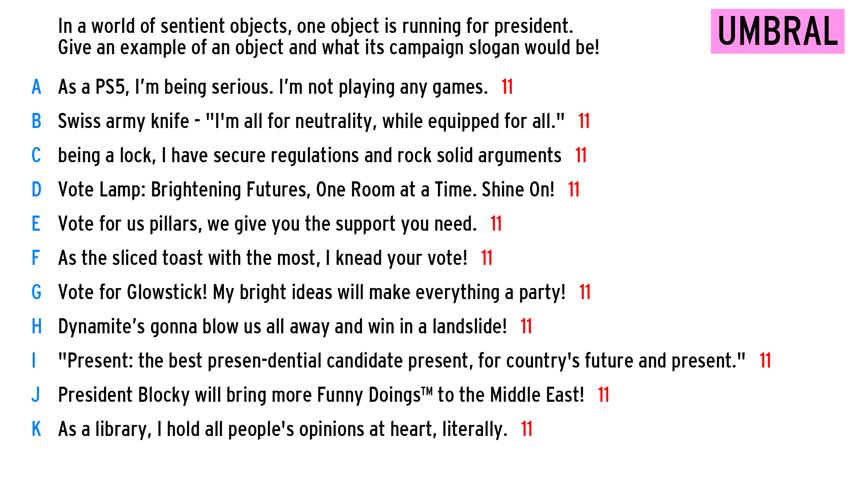 In a world of sentient objects, one object is running for president.
Give an example of an object and what its campaign slogan would be!
UMBRAL
A As a PS5, I'm being serious. I'm not playing any games. 11
B Swiss army knife - "I'm all for neutrality, while equipped for all." 11
C being a lock, I have secure regulations and rock solid arguments 11
D Vote Lamp: Brightening Futures, One Room at a Time. Shine On! 11
E Vote for us pillars, we give you the support you need. 11
F As the sliced toast with the most, I knead your vote! 11
G Vote for Glowstick! My bright ideas will make everything a party! 11
H Dynamite's gonna blow us all away and win in a landslide! 11
I "Present: the best presen-dential candidate present, for country's future and present." 11
J President Blocky will bring more Funny Doings™ to the Middle East! 11
K As a library, I hold all people's opinions at heart, literally. 11